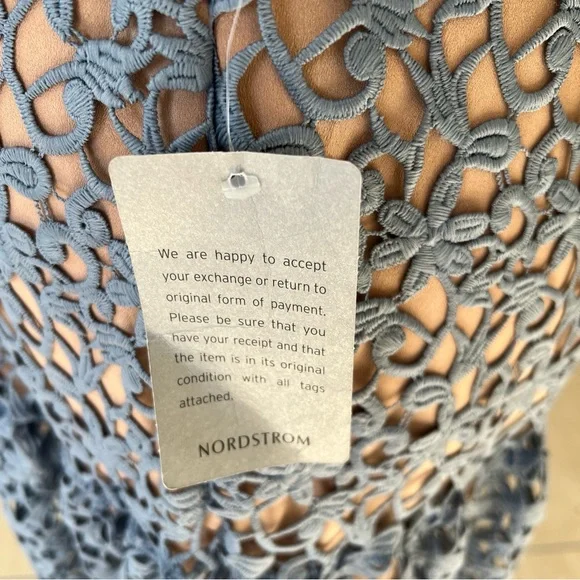 We are happy to accept
your exchange or return to
original form of payment.
Please be sure that you
have your receipt and that
the item is in its original
condition with all tags
attached.
NORDSTROM